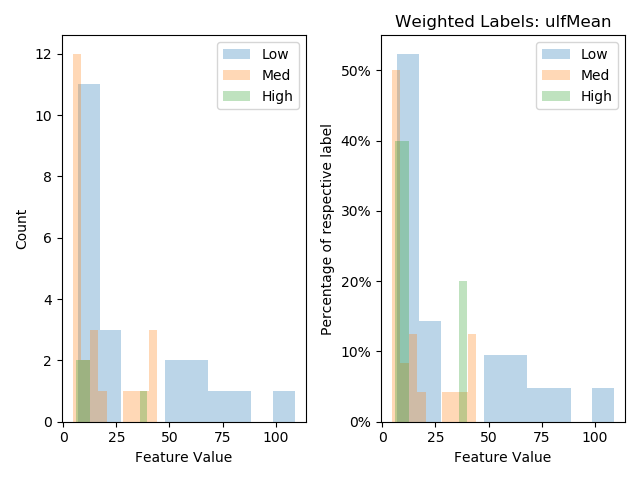 Weighted Labels: ulfMean
Count
12
10
8
6
4
2
0
Low
Med
High
0
25
50
75
100
Feature Value
Percentage of respective label
50%
40%
30%
20%
10%
0%
Low
Med
High
0
25
50
75
100
Feature Value